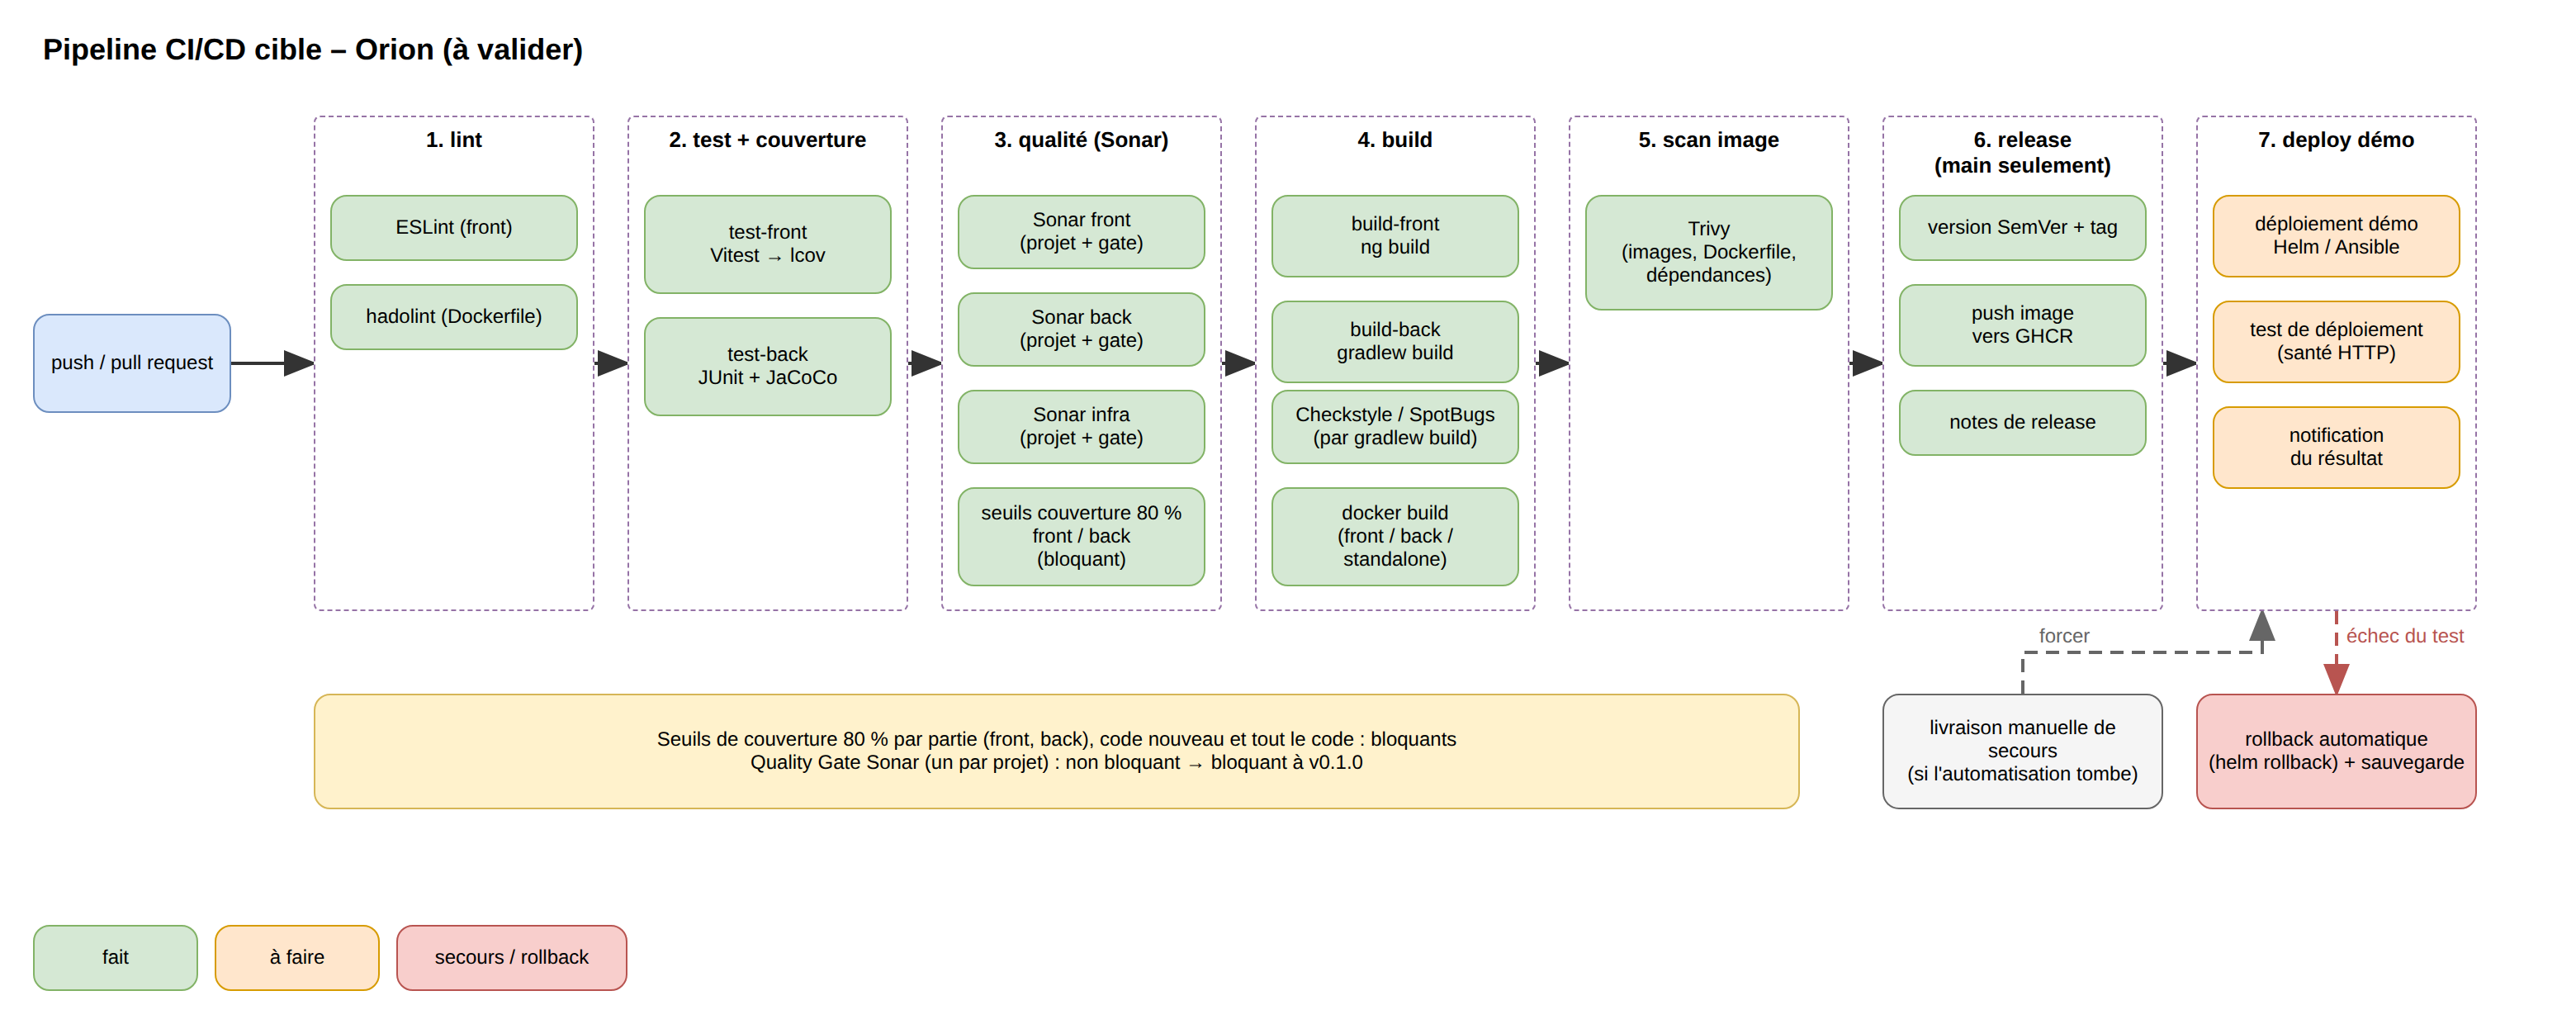 Pipeline CI/CD cible – Orion (à valider)
push / pull request
1. lint
ESLint (front)
hadolint (Dockerfile)
2. test + couverture
test-front
Vitest → lcov
test-back
JUnit + JaCoCo
3. qualité (Sonar)
Sonar front
(projet + gate)
Sonar back
(projet + gate)
Sonar infra
(projet + gate)
seuils couverture 80 %
front / back
(bloquant)
4. build
build-front
ng build
build-back
gradlew build
Checkstyle / SpotBugs
(par gradlew build)
docker build
(front / back /
standalone)
5. scan image
Trivy
(images, Dockerfile,
dépendances)
6. release
(main seulement)
version SemVer + tag
push image
vers GHCR
notes de release
7. deploy démo
déploiement démo
Helm / Ansible
test de déploiement
(santé HTTP)
notification
du résultat
forcer
échec du test
Seuils de couverture 80 % par partie (front, back), code nouveau et tout le code : bloquants
Quality Gate Sonar (un par projet) : non bloquant → bloquant à v0.1.0
livraison manuelle de
secours
(si l'automatisation tombe)
rollback automatique
(helm rollback) + sauvegarde
fait
à faire
secours / rollback